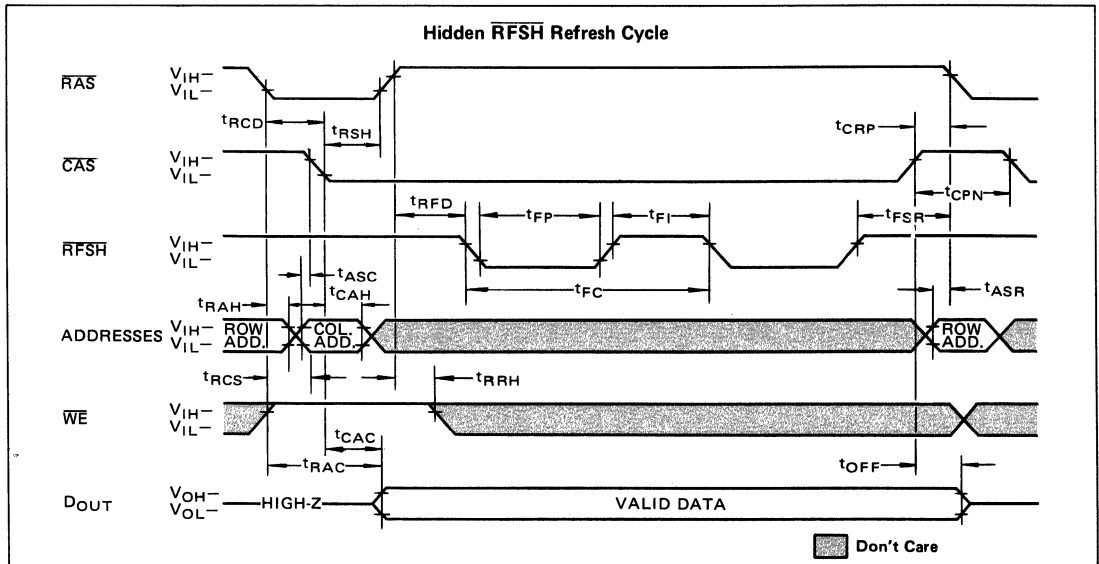 Hidden RFSH Refresh Cycle
RAS VIH– VIL–
tRCD tRSH tCRP
CAS VIH– VIL–
tRFD tFP tFI tFSR tCPN
RFSH VIH– VIL–
tASC tFC
tRAH tCAH tASR
ADDRESSES VIH– VIL– ROW ADD. COL. ADD. ROW ADD.
tRCS tRRH
WE VIH– VIL–
tCAC
tRAC tOFF
DOUT VOH– VOL– HIGH-Z VALID DATA
Don't Care